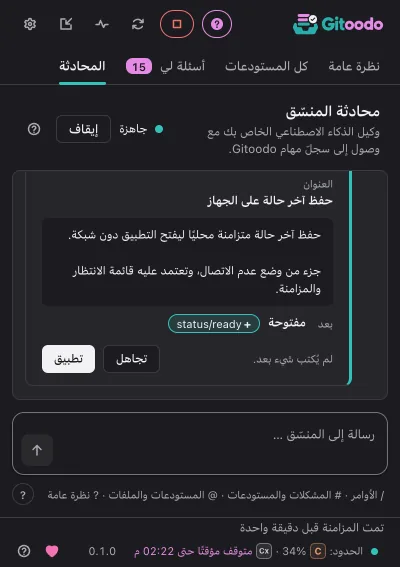 Gitoodo
نظرة عامة كل المستودعات أسئلة لي 15 المحادثة
محادثة المنسّق
وكيل الذكاء الاصطناعي الخاص بك مع
وصول إلى سجلّ مهام Gitoodo.
جاهزة إيقاف
العنوان
حفظ آخر حالة على الجهاز
حفظ آخر حالة متزامنة محليًا ليفتح التطبيق دون شبكة.
جزء من وضع عدم الاتصال، وتعتمد عليه قائمة الانتظار
والمزامنة.
بعد مفتوحة +status/ready
لم يُكتب شيء بعد. تجاهل تطبيق
رسالة إلى المنسّق ...
/ الأوامر · # المشكلات والمستودعات · @ المستودعات والملفات · ? نظرة عامة ?
تمت المزامنة قبل دقيقة واحدة
الحدود: C 34% · Cx متوقف مؤقتًا حتى 02:22 م 0.1.0